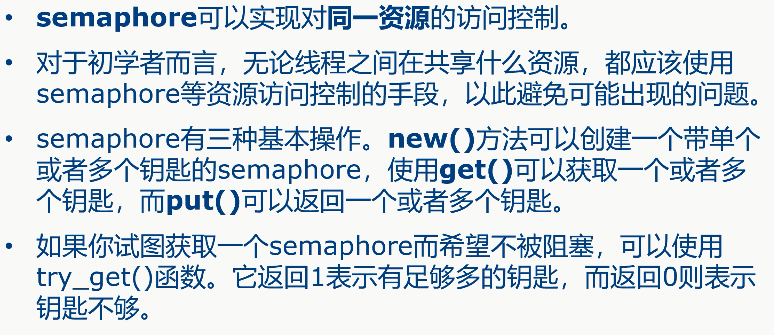 • semaphore可以实现对同一资源的访问控制。
• 对于初学者而言，无论线程之间在共享什么资源，都应该使用
semaphore等资源访问控制的手段，以此避免可能出现的问题。
• semaphore有三种基本操作。new()方法可以创建一个带单个
或者多个钥匙的semaphore，使用get()可以获取一个或者多
个钥匙，而put()可以返回一个或者多个钥匙。
• 如果你试图获取一个semaphore而希望不被阻塞，可以使用
try_get()函数。它返回1表示有足够多的钥匙，而返回0则表示
钥匙不够。